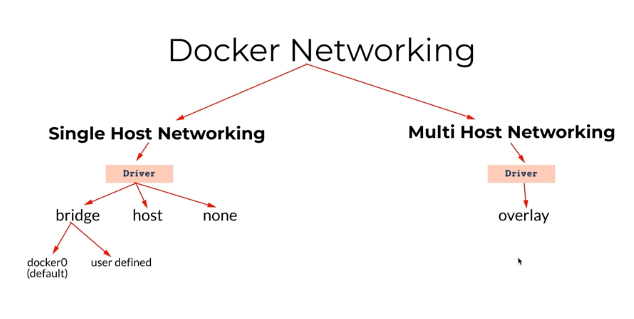 Docker Networking
Single Host Networking
Multi Host Networking
Driver
Driver
bridge
host
none
overlay
docker0
(default)
user defined